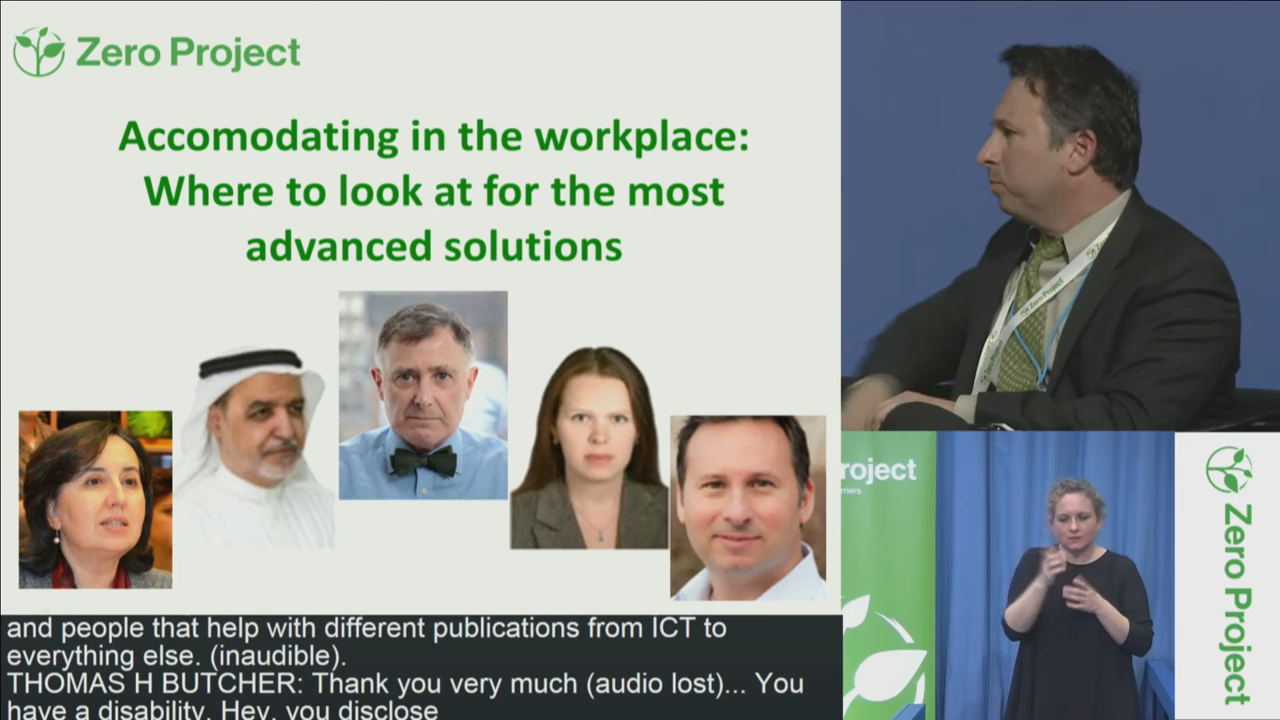 Zero Project
Accomodating in the workplace:
Where to look at for the most
advanced solutions
and people that help with different publications from ICT to
everything else. (inaudible).
THOMAS H BUTCHER: Thank you very much (audio lost)... You
have a disability. Hey, you disclose
Zero Project
roject
rriers
Zero Project